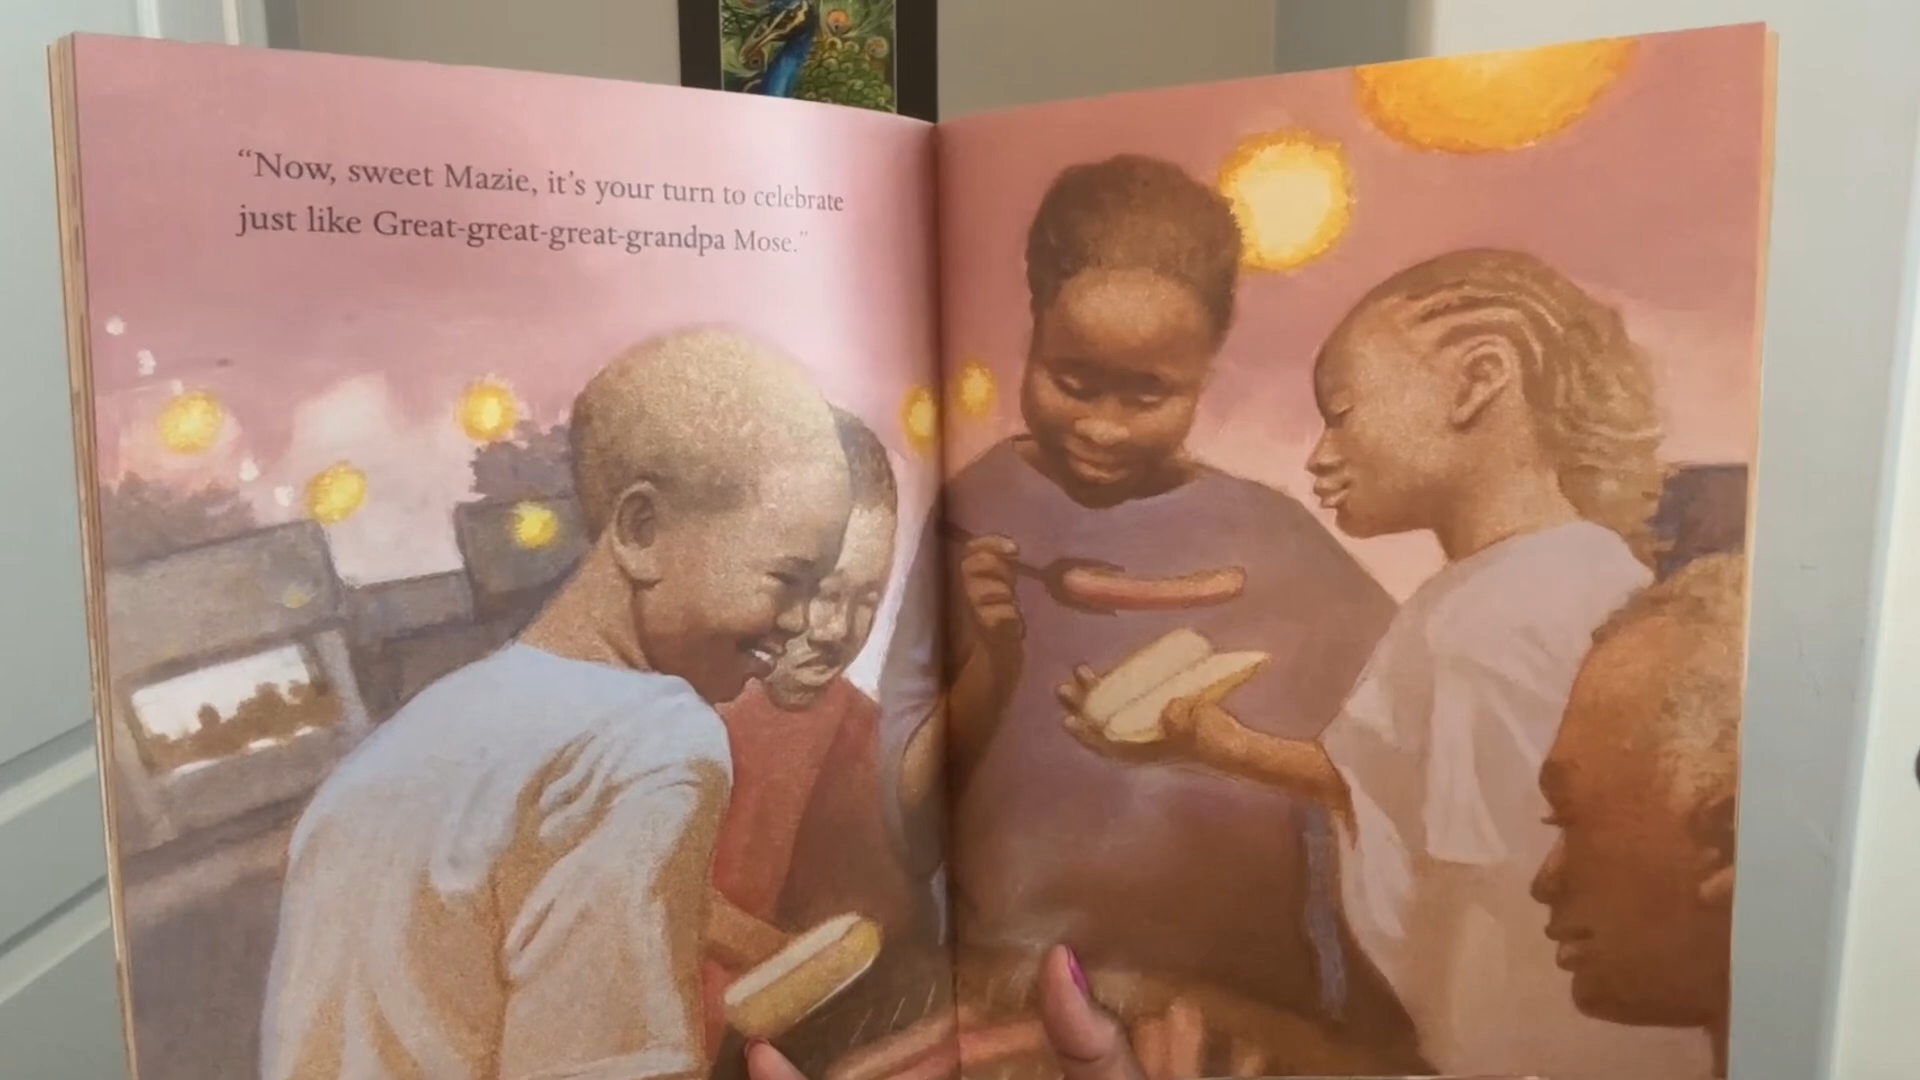 “Now, sweet Mazie, it’s your turn to celebrate
just like Great-great-great-grandpa Mose.”